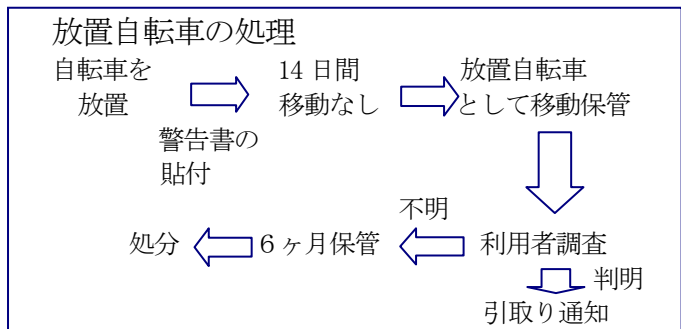 放置自転車の処理
自転車を
放置
警告書の
貼付
14日間
移動なし
放置自転車
として移動保管
利用者調査
不明
6ヶ月保管
処分
判明
引取り通知